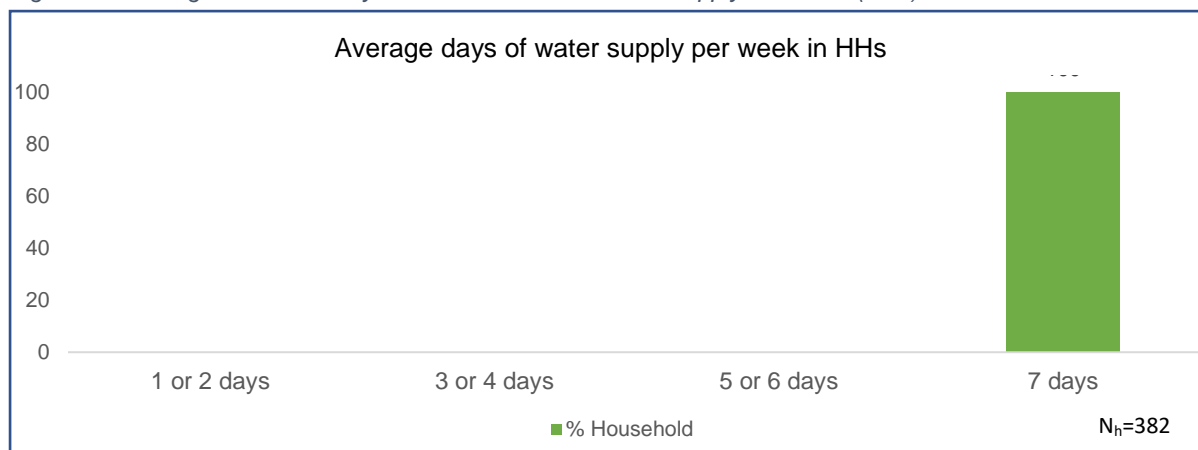 Average days of water supply per week in HHs
100
80
60
40
20
0
1 or 2 days
3 or 4 days
5 or 6 days
7 days
% Household
Nₕ=382